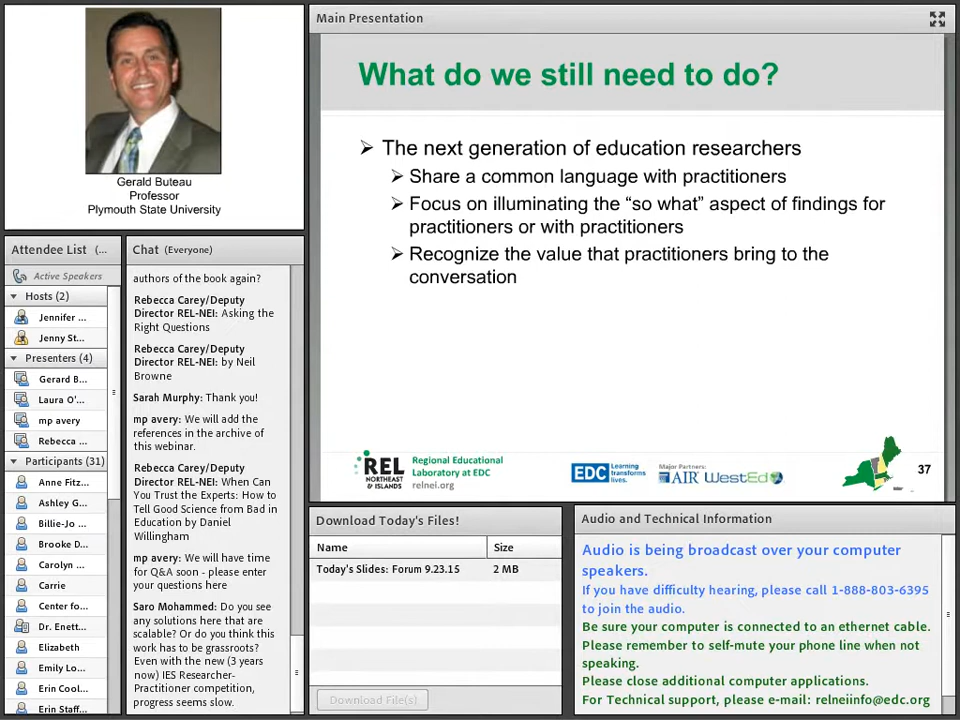 Gerald Buteau
Professor
Plymouth State University
Main Presentation
What do we still need to do?
The next generation of education researchers
Share a common language with practitioners
Focus on illuminating the “so what” aspect of findings for
practitioners or with practitioners
Recognize the value that practitioners bring to the
conversation
REL
NORTHEAST
& ISLANDS
Regional Educational
Laboratory at EDC
relnei.org
EDC
Learning
transforms
lives.
Major Partners:
AIR
WestEd
37
Attendee List (...
Active Speakers
Hosts (2)
Jennifer ...
Jenny St...
Presenters (4)
Gerard B...
Laura O'...
mp avery
Rebecca ...
Participants (31)
Anne Fitz...
Ashley G...
Billie-Jo ...
Brooke D...
Carolyn ...
Carrie
Center fo...
Dr. Enett...
Elizabeth
Emily Lo...
Erin Cool...
Erin Staff...
Chat (Everyone)
authors of the book again?
Rebecca Carey/Deputy
Director REL-NEI: Asking the
Right Questions
Rebecca Carey/Deputy
Director REL-NEI: by Neil
Browne
Sarah Murphy: Thank you!
mp avery: We will add the
references in the archive of
this webinar.
Rebecca Carey/Deputy
Director REL-NEI: When Can
You Trust the Experts: How to
Tell Good Science from Bad in
Education by Daniel
Willingham
mp avery: We will have time
for Q&A soon - please enter
your questions here
Saro Mohammed: Do you see
any solutions here that are
scalable? Or do you think this
work has to be grassroots?
Even with the new (3 years
now) IES Researcher-
Practitioner competition,
progress seems slow.
Download Today's Files!
Name
Size
Today's Slides: Forum 9.23.15
2 MB
Download File(s)
Audio and Technical Information
Audio is being broadcast over your computer
speakers.
If you have difficulty hearing, please call 1-888-803-6395
to join the audio.
Be sure your computer is connected to an ethernet cable.
Please remember to self-mute your phone line when not
speaking.
Please close additional computer applications.
For Technical support, please e-mail: relneiinfo@edc.org